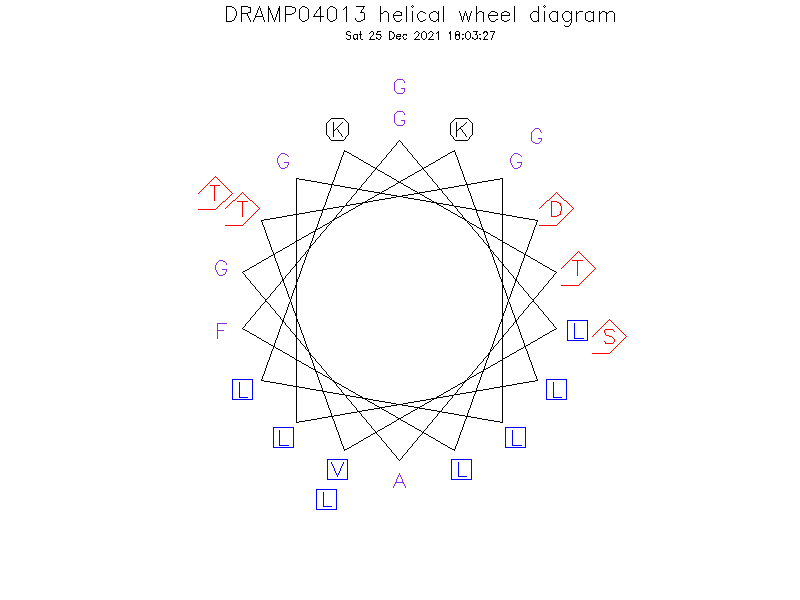 DRAMP04013 helical wheel diagram
Sat 25 Dec 2021 18:03:27
G
G
K K
G
G G
T T D
G T
F L S
L L
L L
V L
A
L